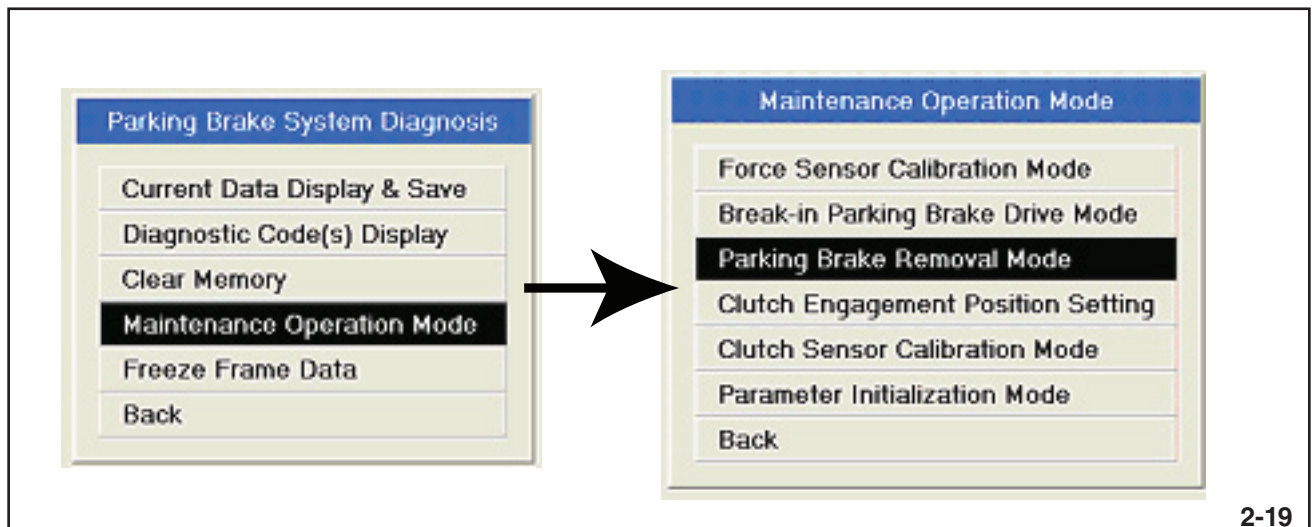 Parking Brake System Diagnosis
Current Data Display & Save
Diagnostic Code(s) Display
Clear Memory
Maintenance Operation Mode
Freeze Frame Data
Back
Maintenance Operation Mode
Force Sensor Calibration Mode
Break-in Parking Brake Drive Mode
Parking Brake Removal Mode
Clutch Engagement Position Setting
Clutch Sensor Calibration Mode
Parameter Initialization Mode
Back
2-19